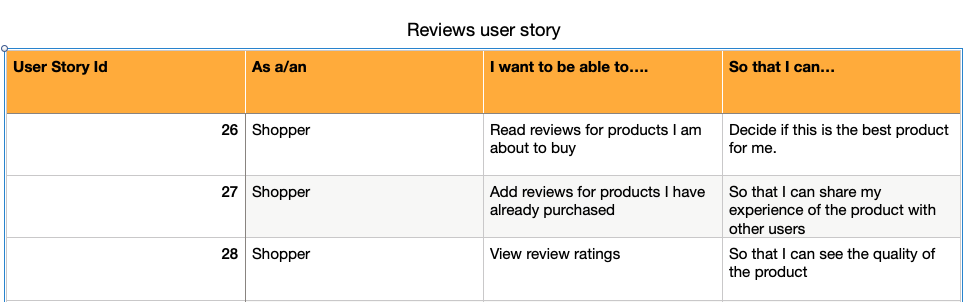 Reviews user story
User Story Id
As a/an
I want to be able to….
So that I can…
26
Shopper
Read reviews for products I am
about to buy
Decide if this is the best product
for me.
27
Shopper
Add reviews for products I have
already purchased
So that I can share my
experience of the product with
other users
28
Shopper
View review ratings
So that I can see the quality of
the product